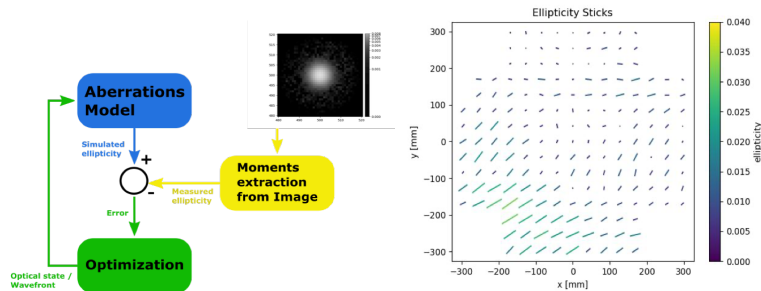 Aberrations
Model
Simulated
ellipticity
+
-
Measured
ellipticity
Moments
extraction
from Image
Error
Optimization
Optical state /
Wavefront
Ellipticity Sticks
y [mm]
300
200
100
0
−100
−200
−300
−300 −200 −100 0 100 200 300
x [mm]
0.040
0.035
0.030
0.025
0.020
0.015
0.010
0.005
0.000
ellipticity